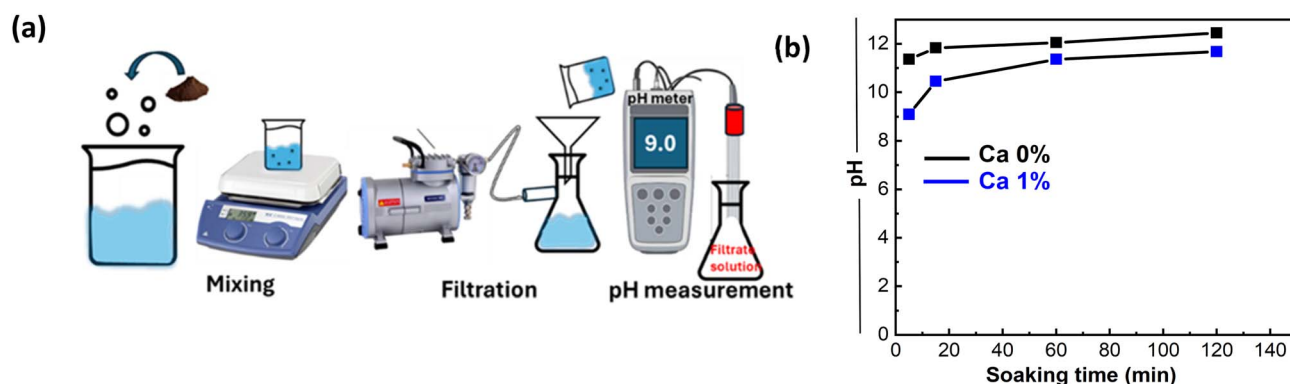 (a)
pH meter
9.0
Filtrate
solution
Mixing
Filtration
pH measurement
(b)
12
10
8
6
4
2
0
pH
Ca 0%
Ca 1%
0 20 40 60 80 100 120 140
Soaking time (min)